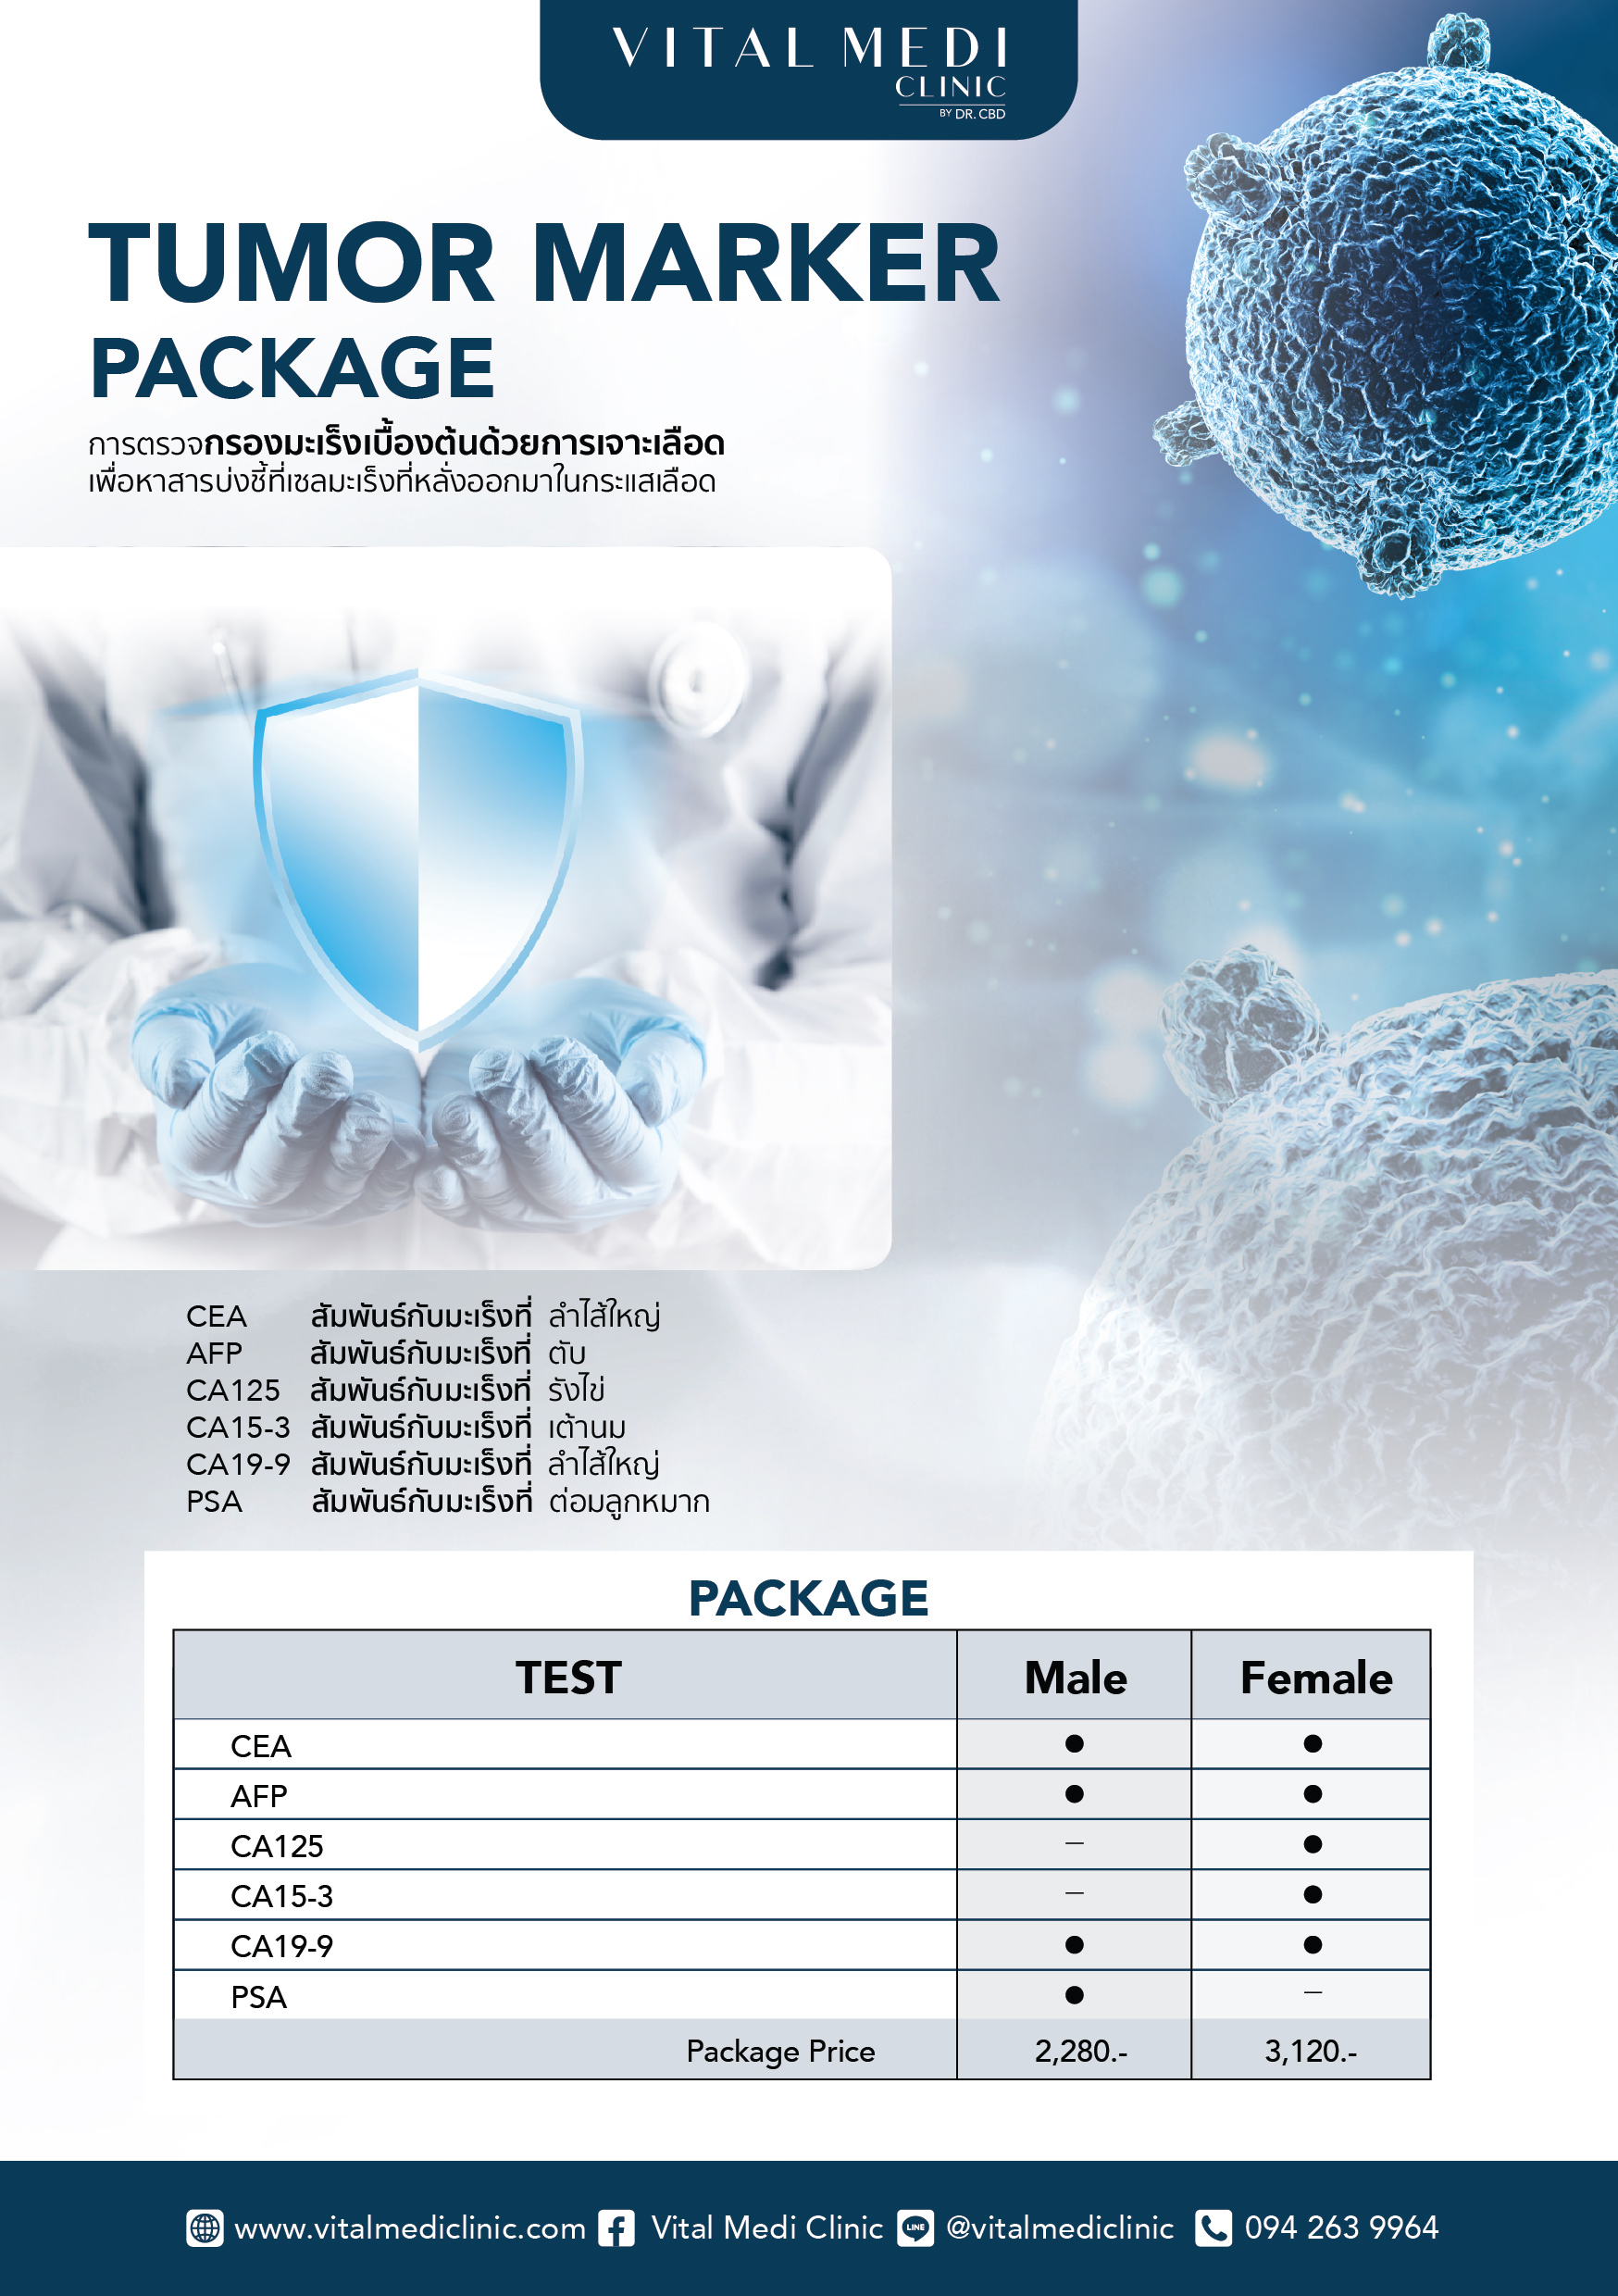 VITAL MEDI
CLINIC
BY DR. CBD
TUMOR MARKER
PACKAGE
การตรวจกรองมะเร็งเบื้องต้นด้วยการเจาะเลือด
เพื่อหาสารบ่งชี้ที่เซลมะเร็งที่หลั่งออกมาในกระแสเลือด
CEA สัมพันธ์กับมะเร็งที่ ลำไส้ใหญ่
AFP สัมพันธ์กับมะเร็งที่ ตับ
CA125 สัมพันธ์กับมะเร็งที่ รังไข่
CA15-3 สัมพันธ์กับมะเร็งที่ เต้านม
CA19-9 สัมพันธ์กับมะเร็งที่ ลำไส้ใหญ่
PSA สัมพันธ์กับมะเร็งที่ ต่อมลูกหมาก
PACKAGE
TEST Male Female
CEA ● ●
AFP ● ●
CA125 – ●
CA15-3 – ●
CA19-9 ● ●
PSA ● –
Package Price 2,280.- 3,120.-
www.vitalmediclinic.com Vital Medi Clinic LINE @vitalmediclinic 094 263 9964